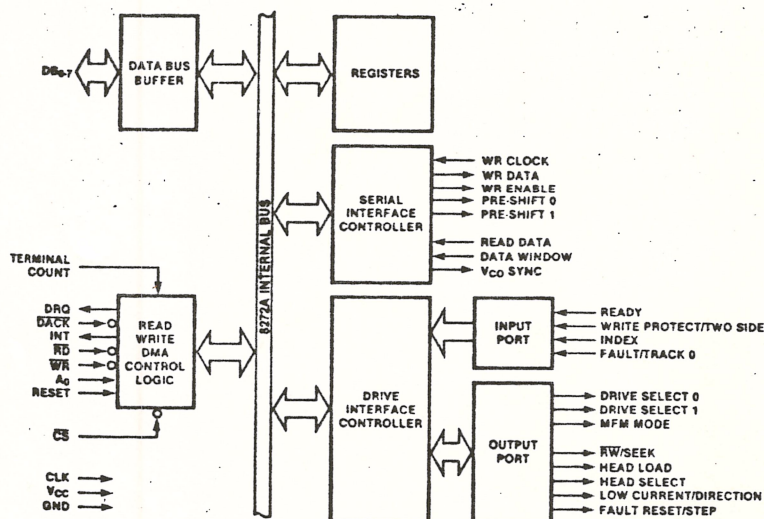 DB0-7
DATA BUS
BUFFER
REGISTERS
8272A INTERNAL BUS
SERIAL
INTERFACE
CONTROLLER
WR CLOCK
WR DATA
WR ENABLE
PRE-SHIFT 0
PRE-SHIFT 1
READ DATA
DATA WINDOW
VCO SYNC
TERMINAL
COUNT
DRQ
DACK
INT
RD
WR
A0
RESET
CS
READ
WRITE
DMA
CONTROL
LOGIC
CLK
VCC
GND
DRIVE
INTERFACE
CONTROLLER
INPUT
PORT
READY
WRITE PROTECT/TWO SIDE
INDEX
FAULT/TRACK 0
OUTPUT
PORT
DRIVE SELECT 0
DRIVE SELECT 1
MFM MODE
RW/SEEK
HEAD LOAD
HEAD SELECT
LOW CURRENT/DIRECTION
FAULT RESET/STEP